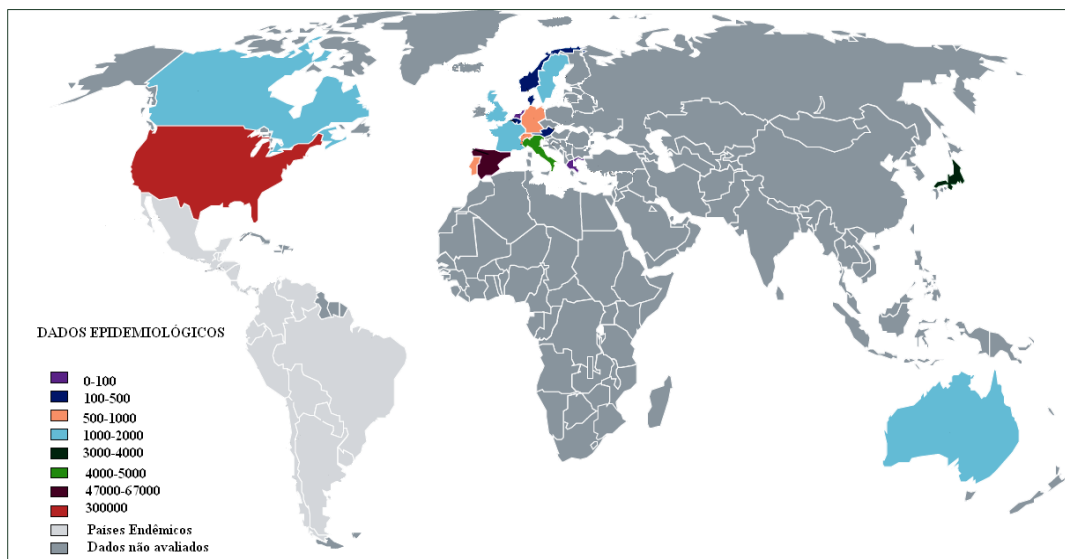 DADOS EPIDEMIOLÓGICOS
0-100
100-500
500-1000
1000-2000
3000-4000
4000-5000
47000-67000
300000
Países Endêmicos
Dados não avaliados